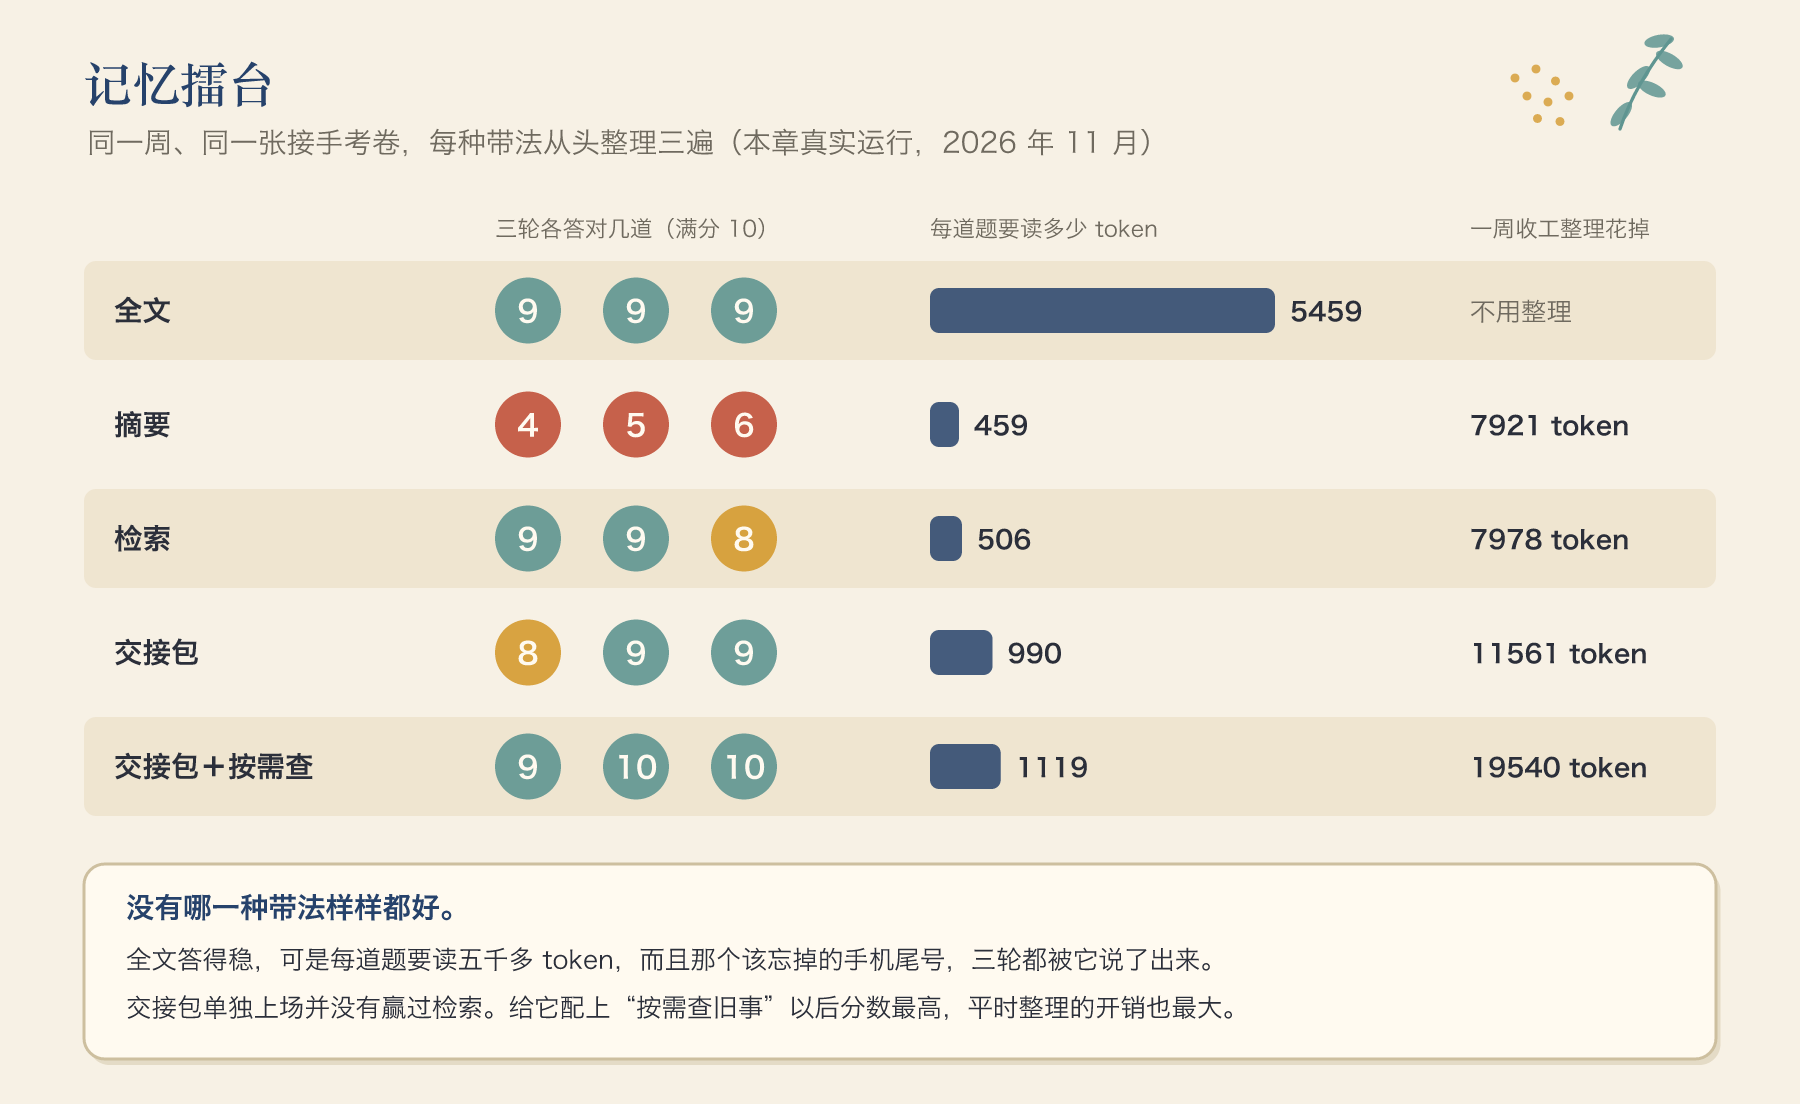 记忆擂台
同一周、同一张接手考卷，每种带法从头整理三遍（本章真实运行，2026 年 11 月）
三轮各答对几道（满分 10） 每道题要读多少 token 一周收工整理花掉
全文 9 9 9 5459 不用整理
摘要 4 5 6 459 7921 token
检索 9 9 8 506 7978 token
交接包 8 9 9 990 11561 token
交接包＋按需查 9 10 10 1119 19540 token
没有哪一种带法样样都好。
全文答得稳，可是每道题要读五千多 token，而且那个该忘掉的手机尾号，三轮都被它说了出来。
交接包单独上场并没有赢过检索。给它配上“按需查旧事”以后分数最高，平时整理的开销也最大。